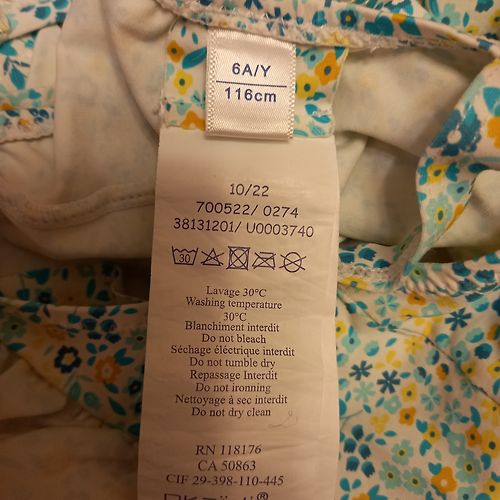 6A/Y
116cm
10/22
700522/ 0274
38131201/ U0003740
30
Lavage 30°C
Washing temperature
30°C
Blanchiment interdit
Do not bleach
Séchage éléctrique interdit
Do not tumble dry
Repassage Interdit
Do not ironning
Nettoyage à sec interdit
Do not dry clean
RN 118176
CA 50863
CIF 29-398-110-445